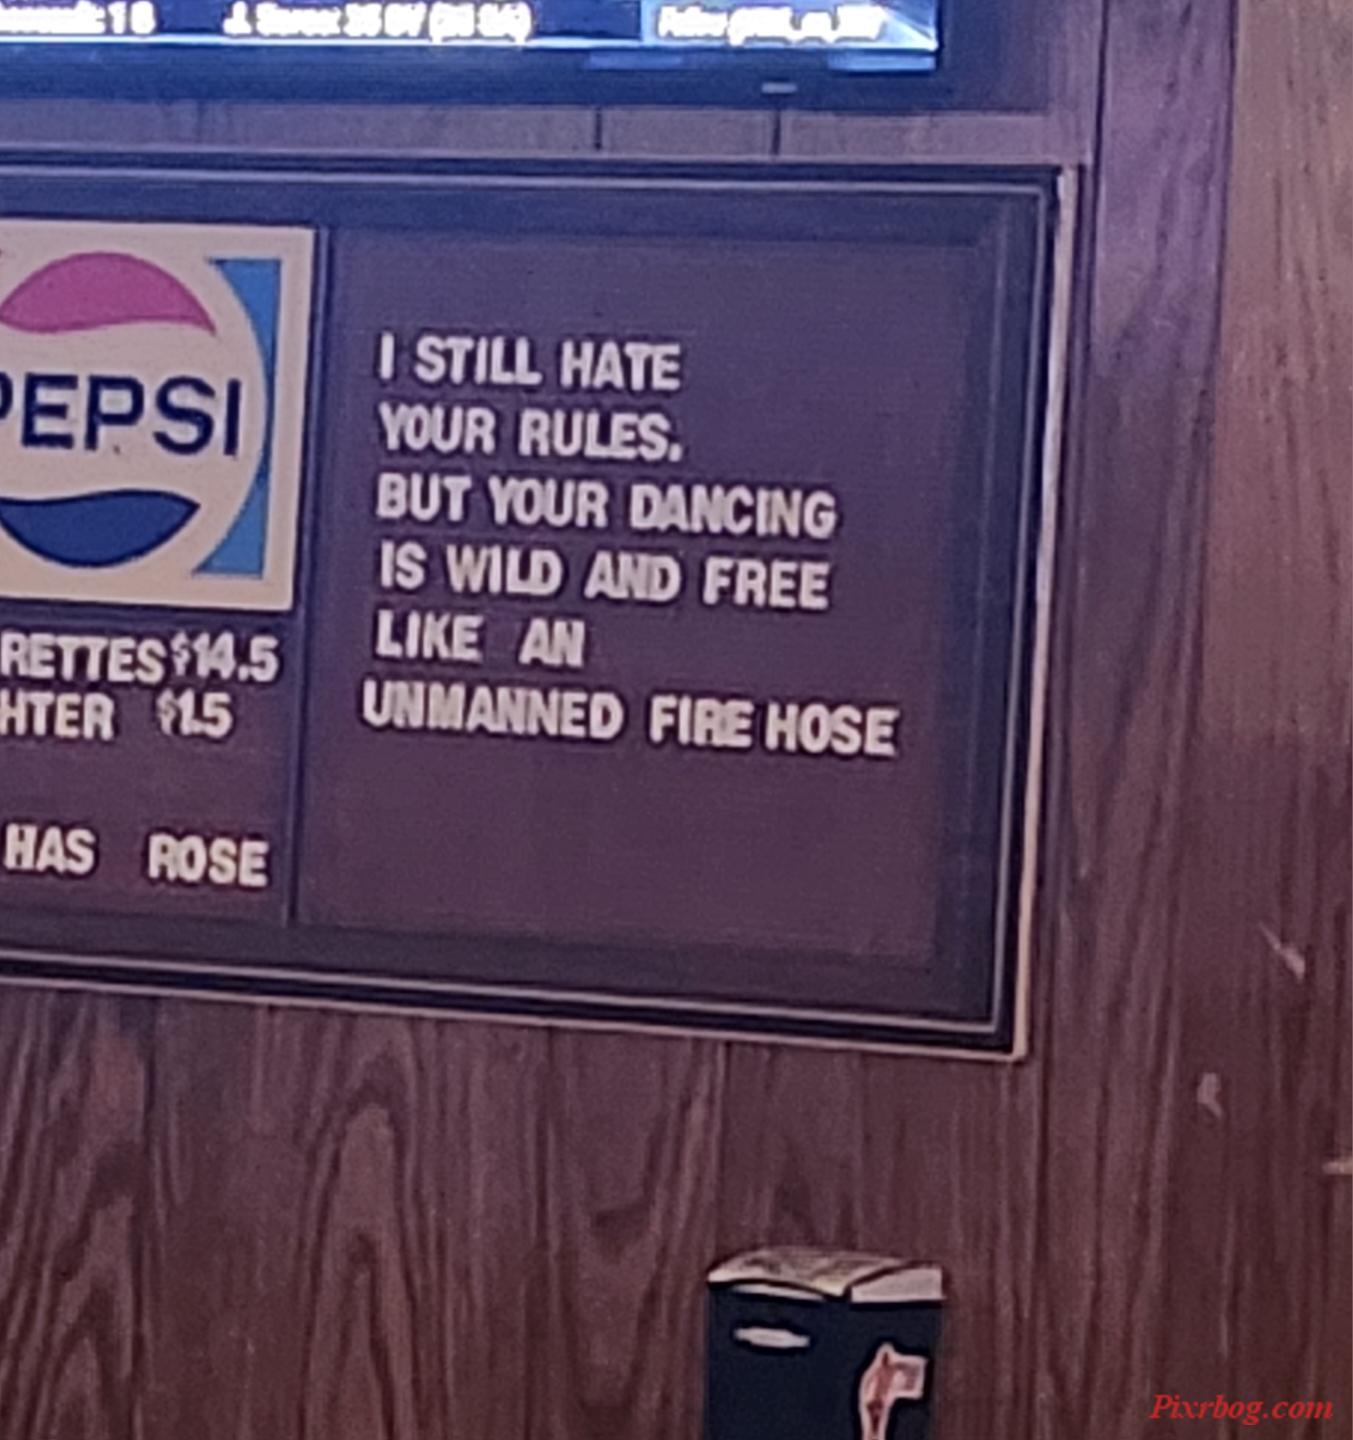 PEPSI
RETTES $14.5
HTER $1.5
HAS ROSE
I STILL HATE
YOUR RULES.
BUT YOUR DANCING
IS WILD AND FREE
LIKE AN
UNMANNED FIRE HOSE
Pixrbog.com